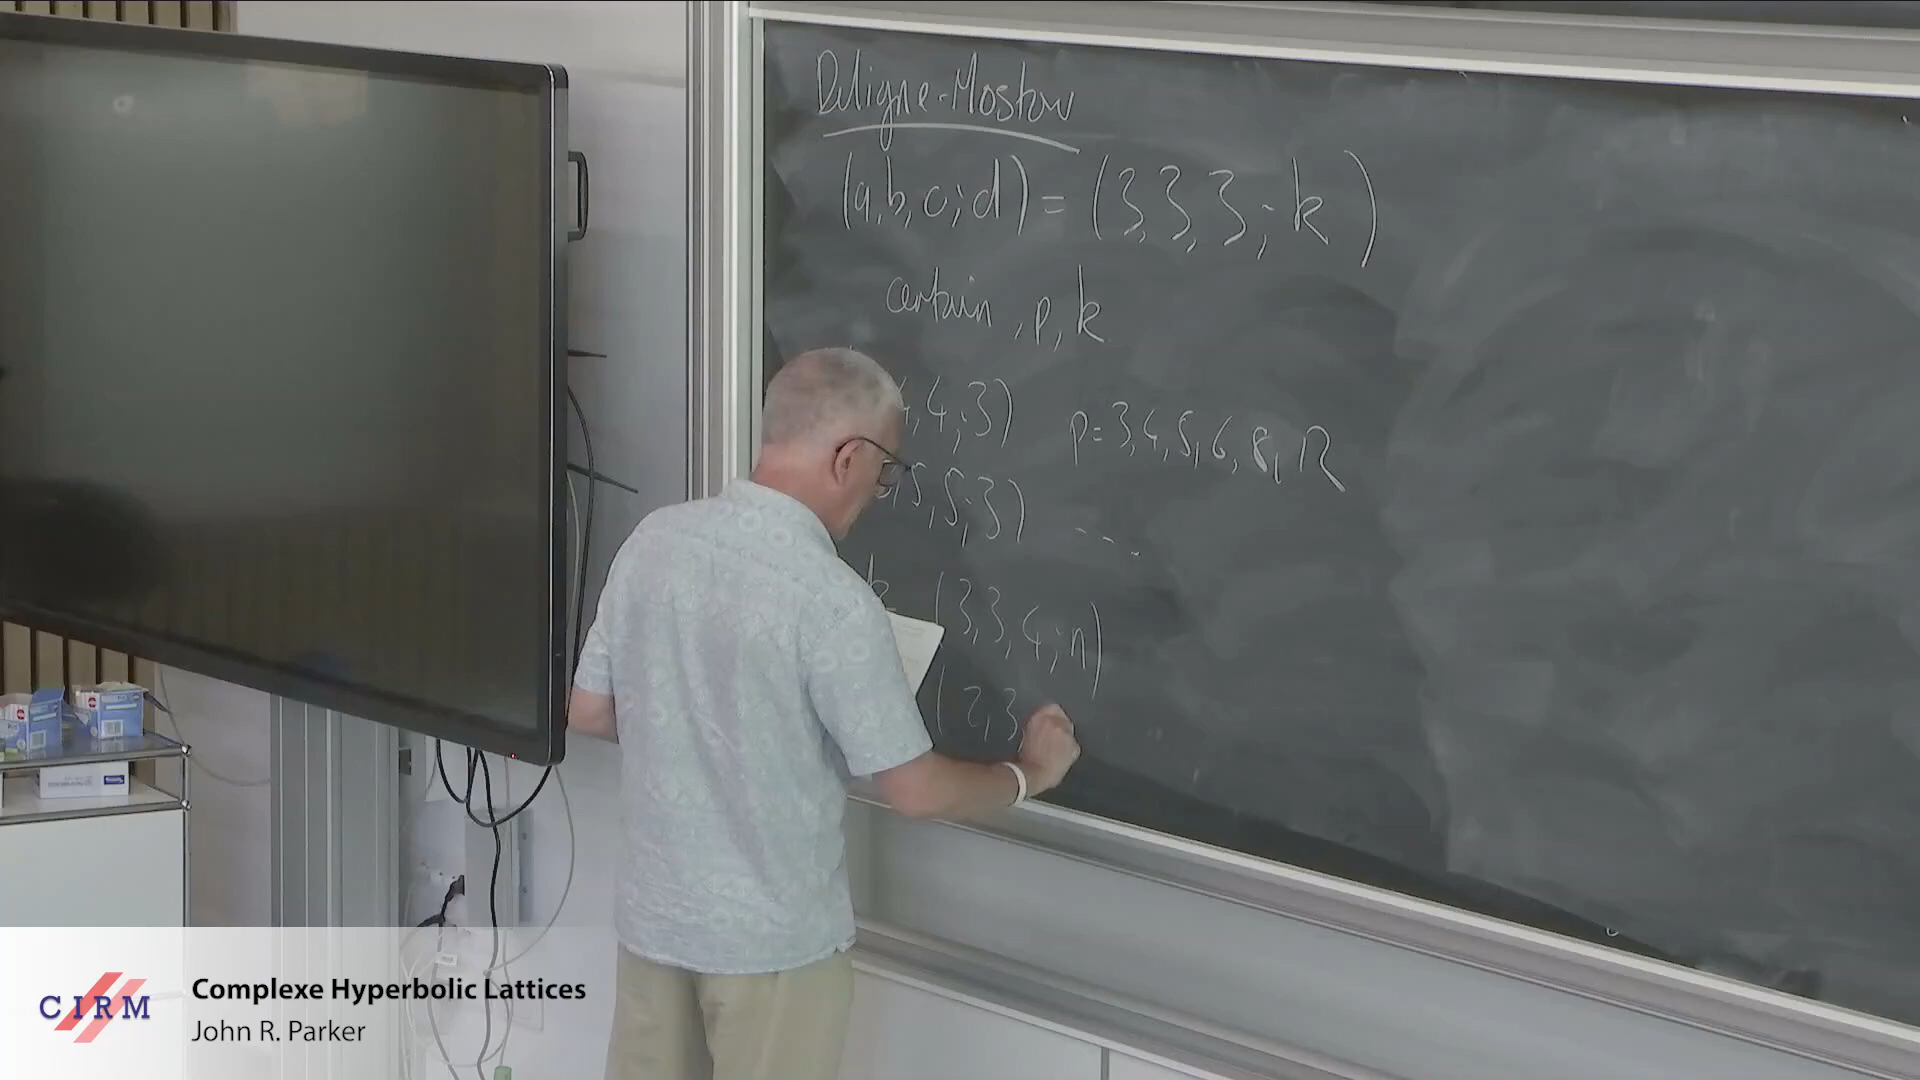 Deligne-Mostow
(a,b,c;d) = (3,3,3;k)
certain, p, k
4,4;3) p=3,4,5,6,8,12
5,5;3) ...
(3,3,4;n)
(2,3,
CIRM
Complexe Hyperbolic Lattices
John R. Parker